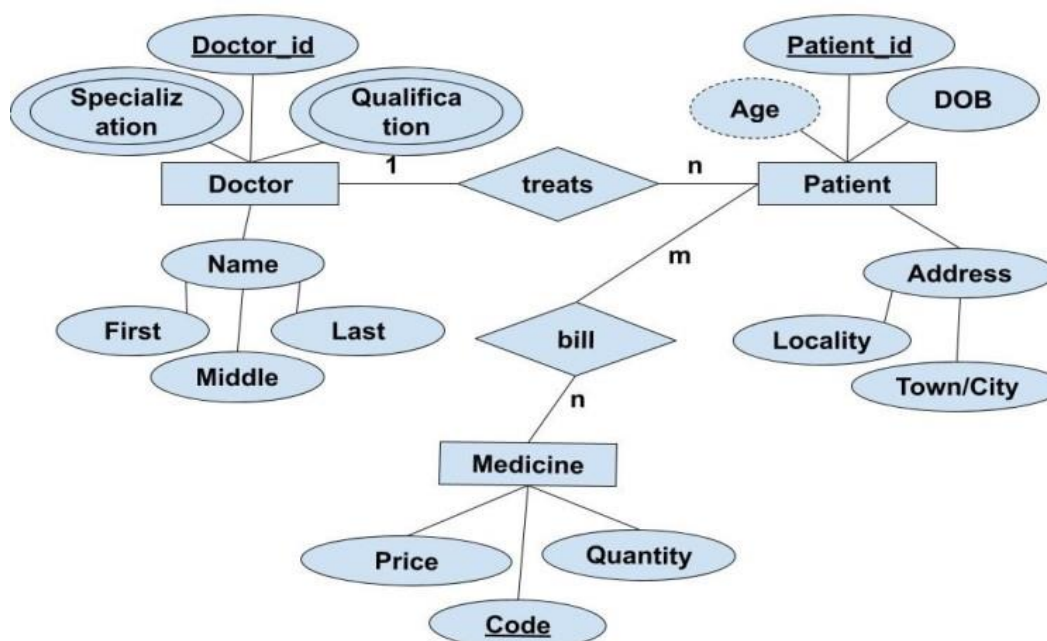 Doctor_id
Patient_id
Specializ
ation
Qualifica
tion
Age
DOB
1
n
Doctor
treats
Patient
Name
m
Address
First
Last
bill
Locality
Middle
Town/City
n
Medicine
Price
Quantity
Code